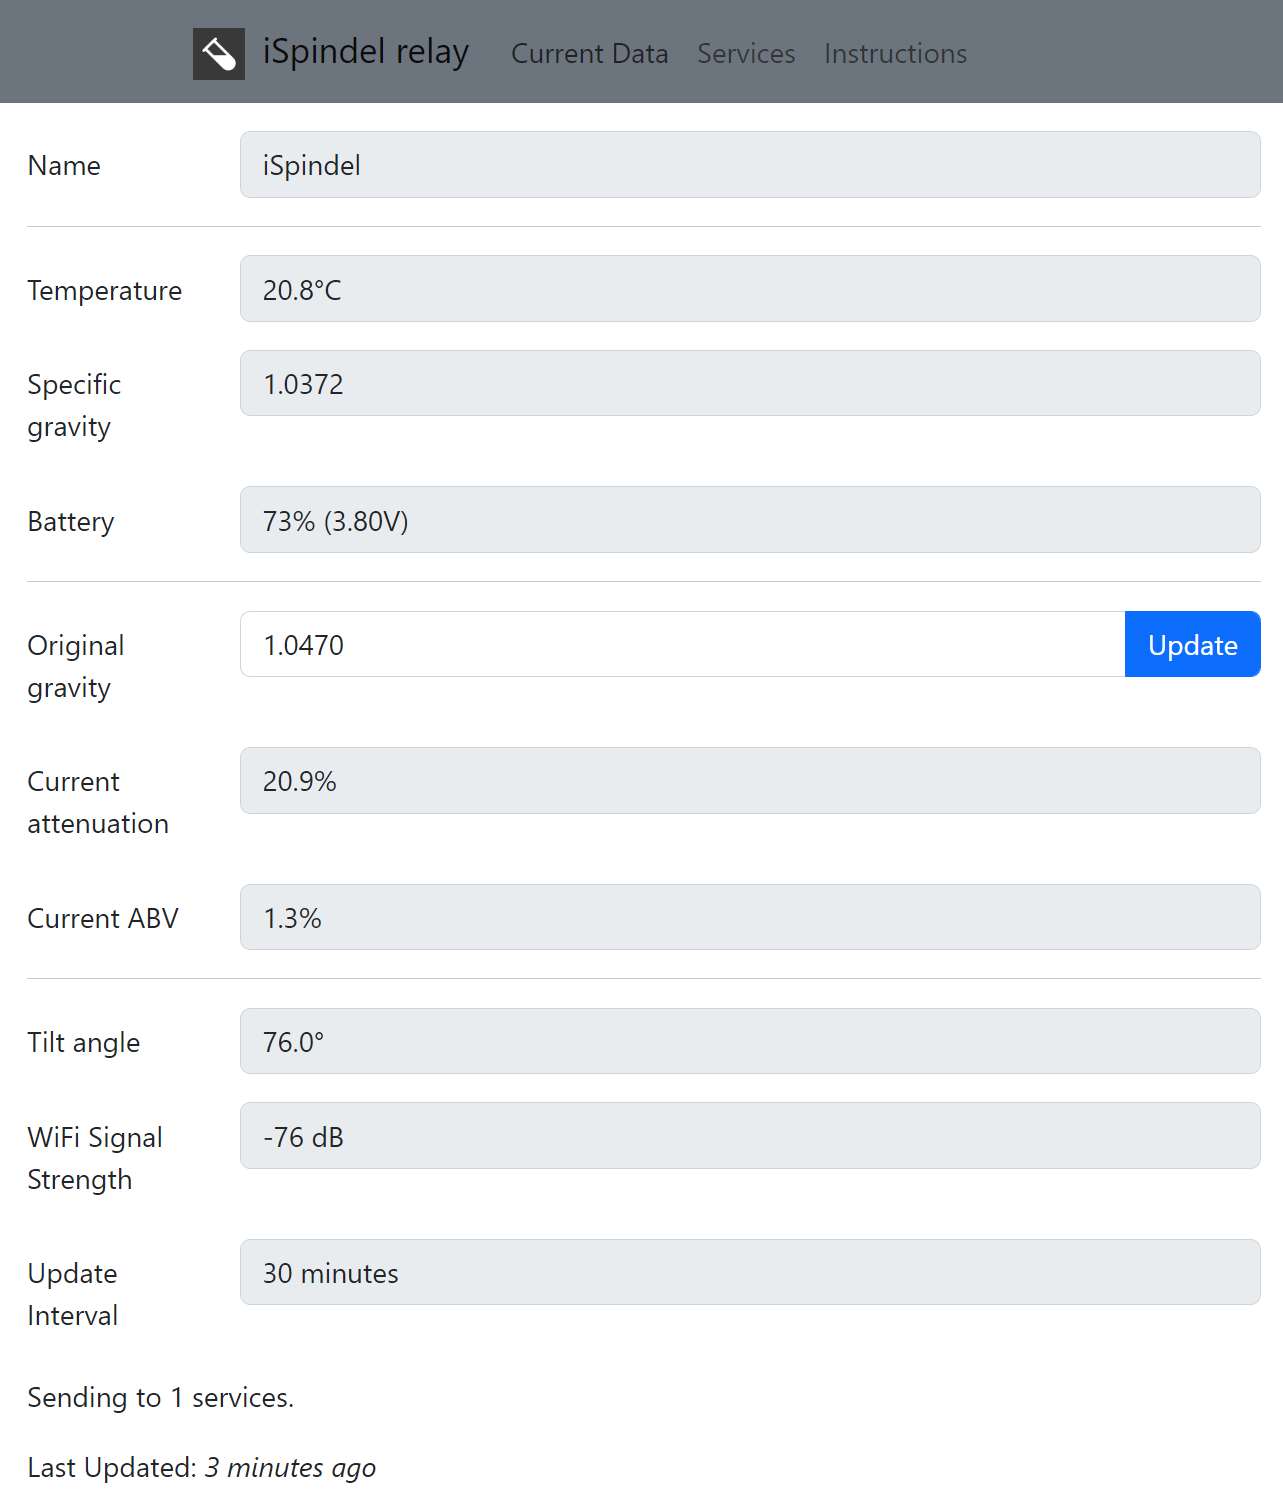 iSpindel relay Current Data Services Instructions
Name iSpindel
Temperature 20.8°C
Specific gravity 1.0372
Battery 73% (3.80V)
Original gravity 1.0470 Update
Current attenuation 20.9%
Current ABV 1.3%
Tilt angle 76.0°
WiFi Signal Strength -76 dB
Update Interval 30 minutes
Sending to 1 services.
Last Updated: 3 minutes ago